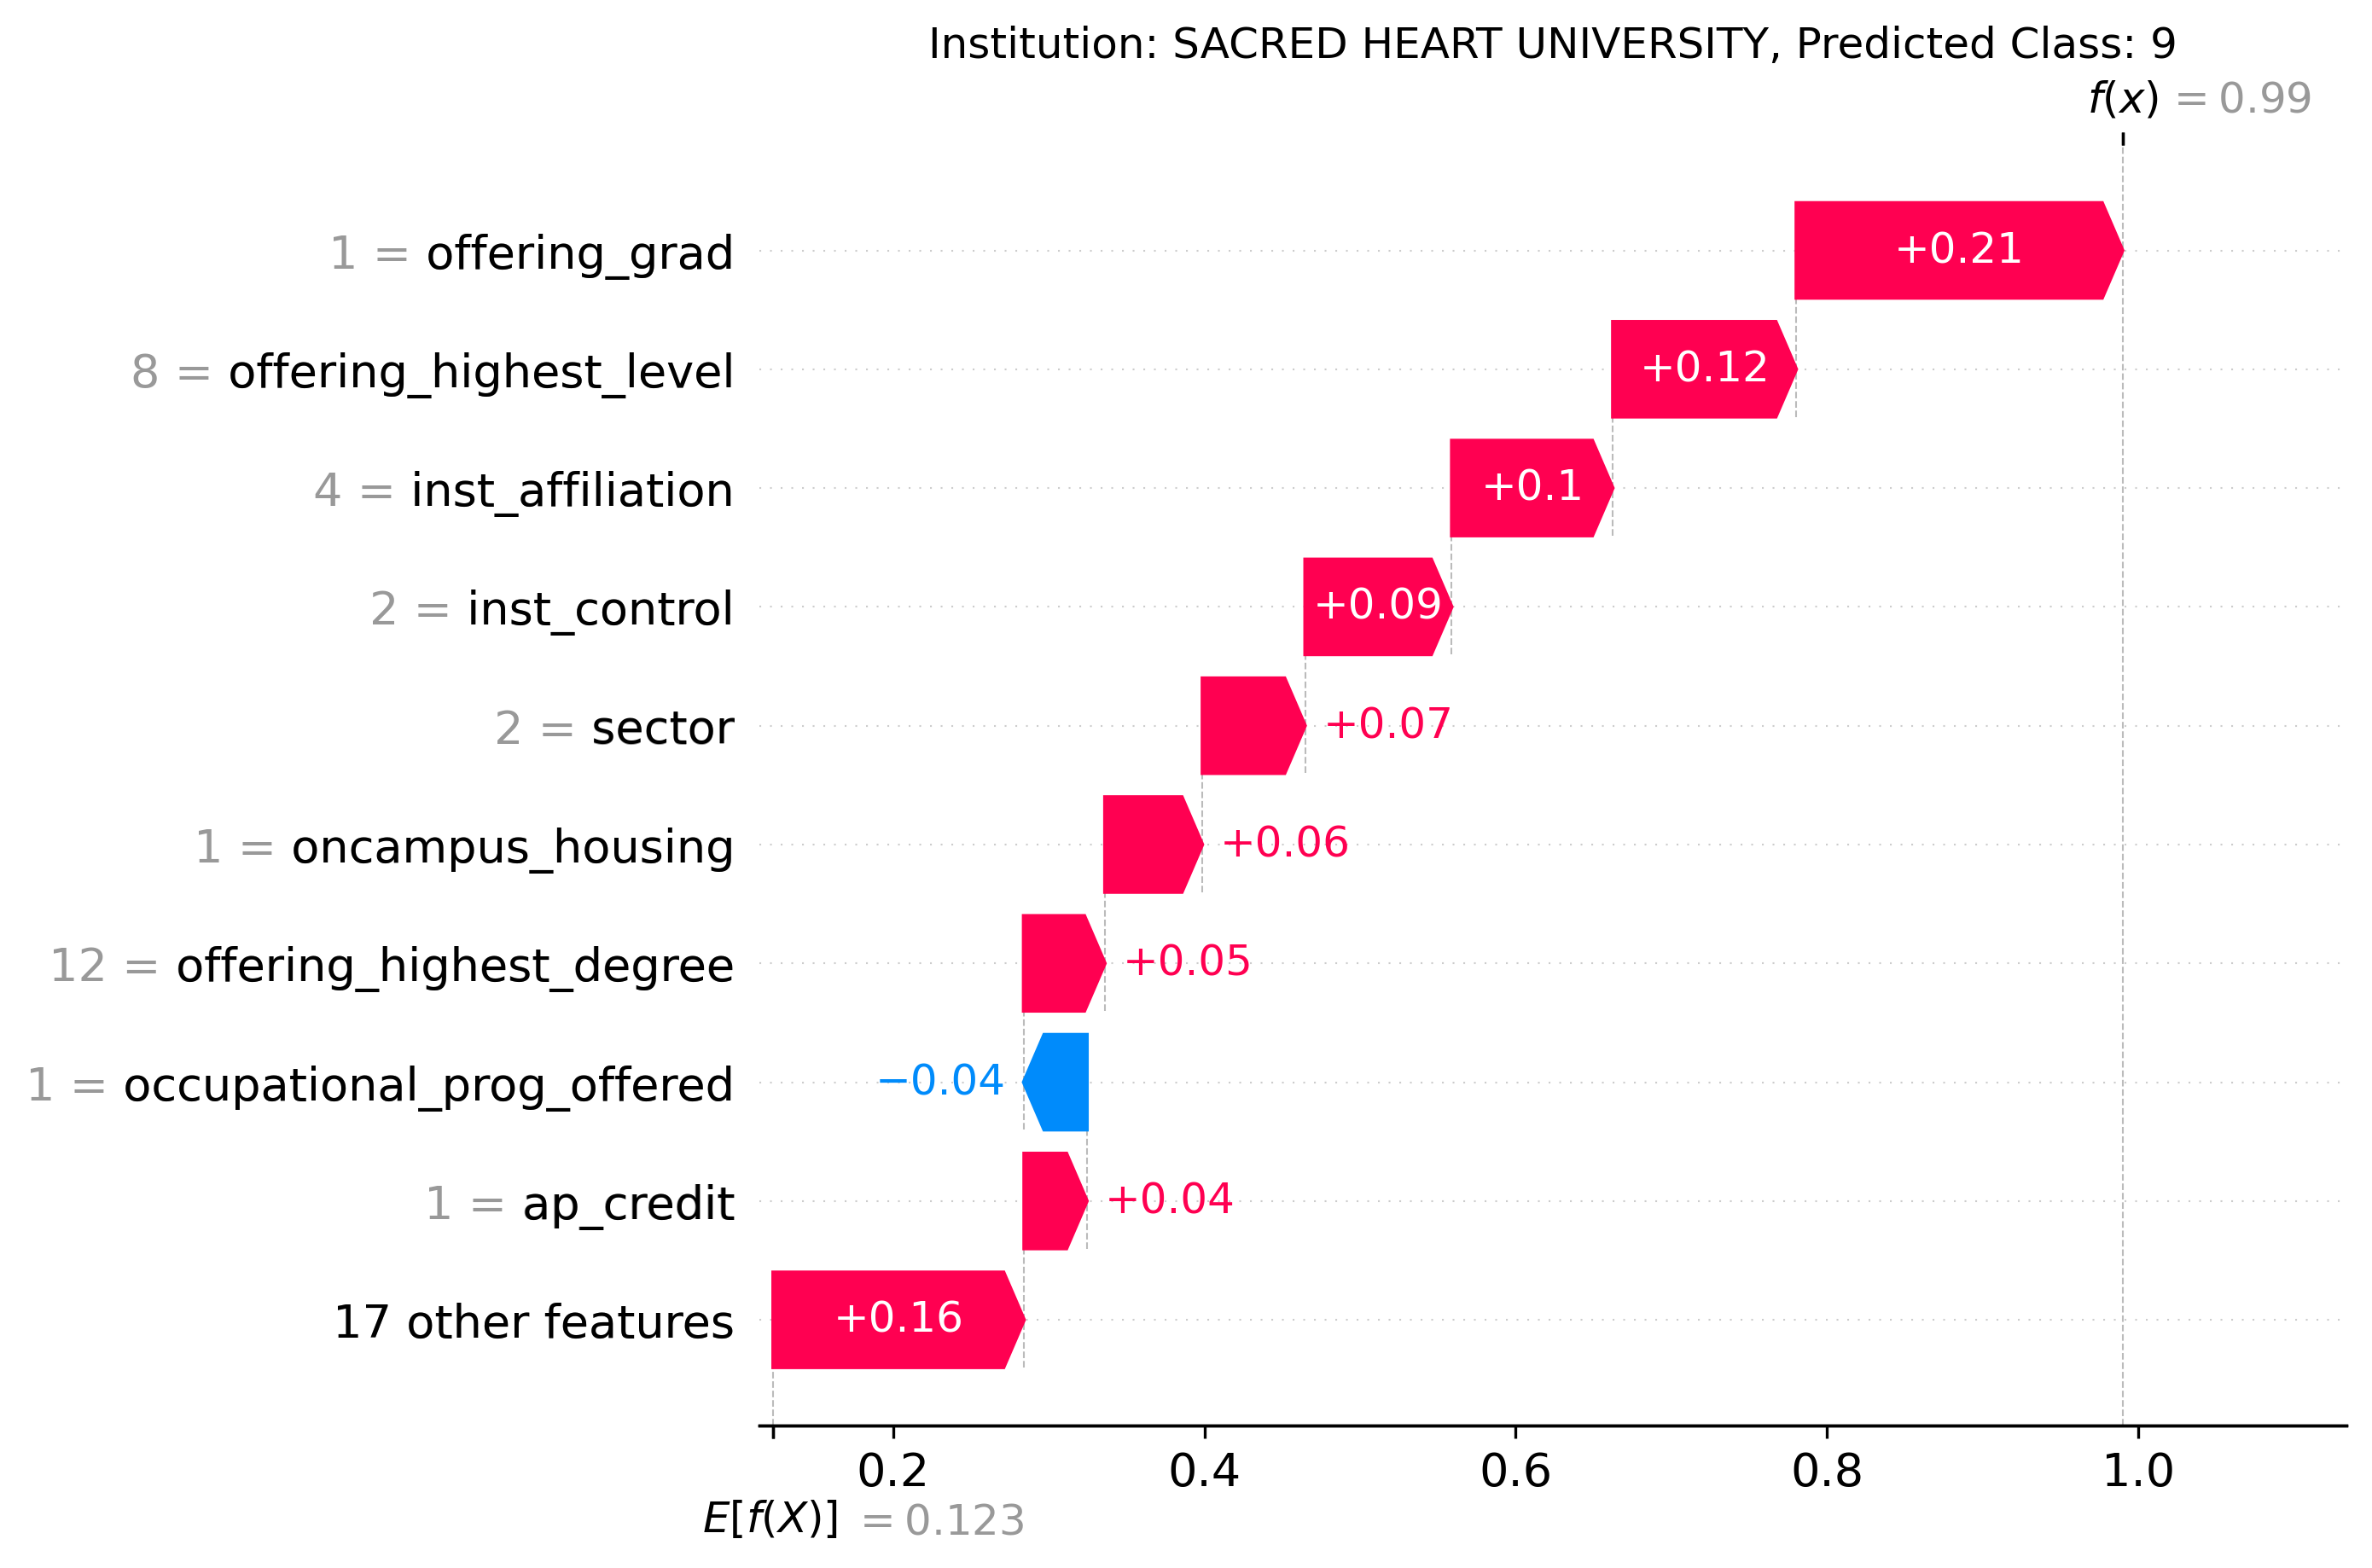 Institution: SACRED HEART UNIVERSITY, Predicted Class: 9
f(x) = 0.99
1 = offering_grad +0.21
8 = offering_highest_level +0.12
4 = inst_affiliation +0.1
2 = inst_control +0.09
2 = sector +0.07
1 = oncampus_housing +0.06
12 = offering_highest_degree +0.05
1 = occupational_prog_offered −0.04
1 = ap_credit +0.04
17 other features +0.16
0.2 0.4 0.6 0.8 1.0
E[f(X)] = 0.123